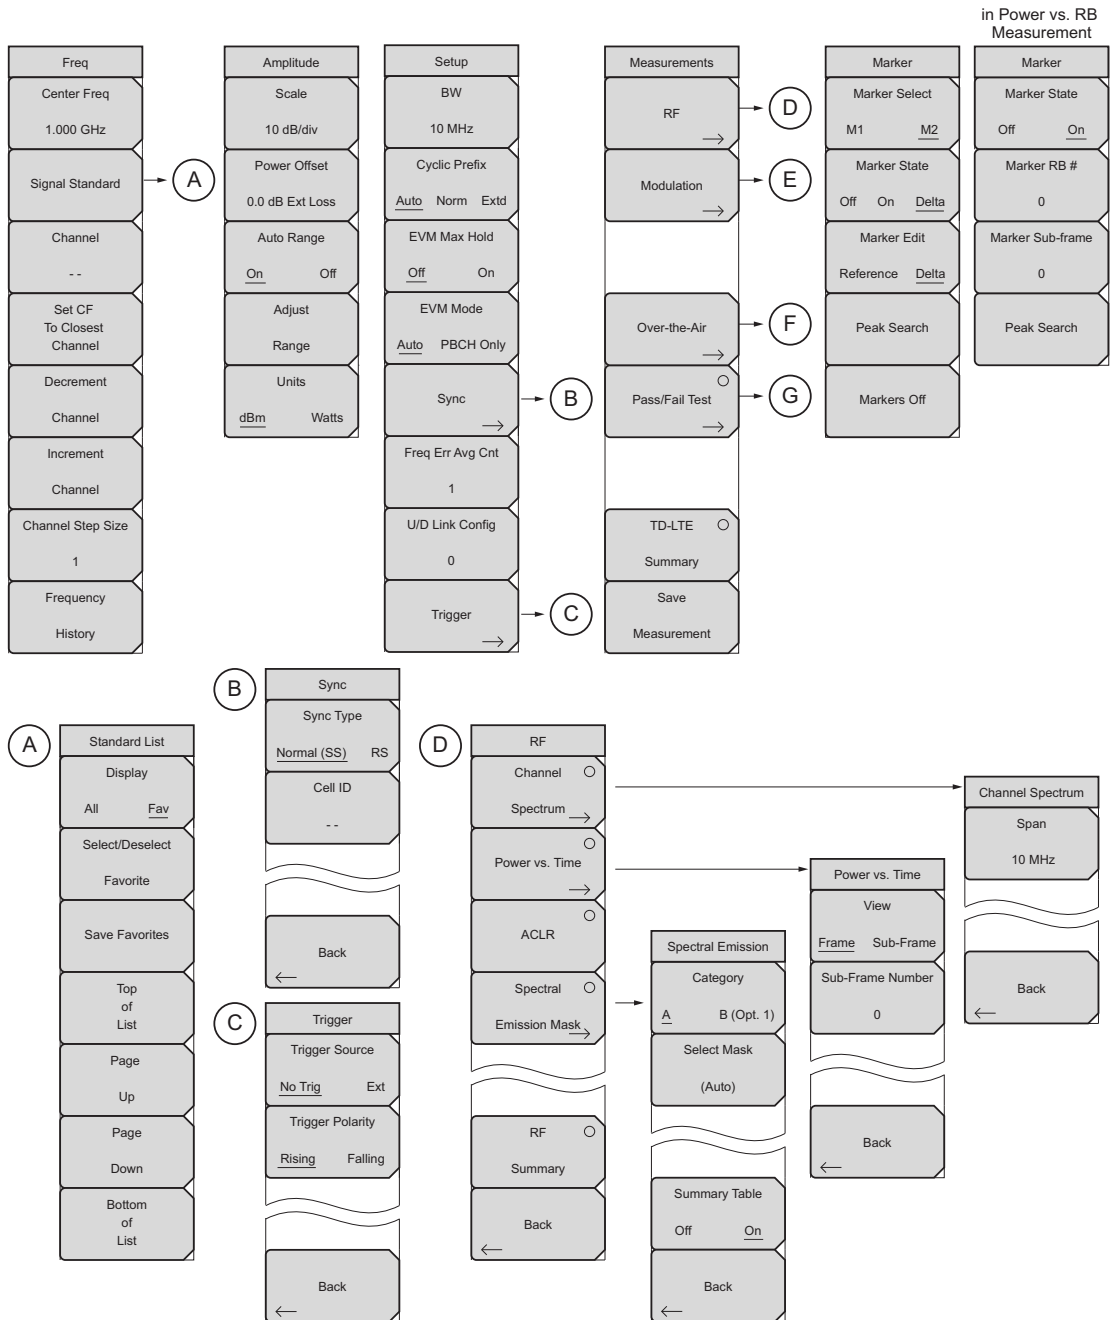 in Power vs. RB
Measurement
Freq
Center Freq
1.000 GHz
Signal Standard
A
Channel
- -
Set CF
To Closest
Channel
Decrement
Channel
Increment
Channel
Channel Step Size
1
Frequency
History
Amplitude
Scale
10 dB/div
Power Offset
0.0 dB Ext Loss
Auto Range
On Off
Adjust
Range
Units
dBm Watts
Setup
BW
10 MHz
Cyclic Prefix
Auto Norm Extd
EVM Max Hold
Off On
EVM Mode
Auto PBCH Only
Sync
B
Freq Err Avg Cnt
1
U/D Link Config
0
Trigger
C
Measurements
RF
D
Modulation
E
Over-the-Air
F
Pass/Fail Test
G
TD-LTE
Summary
Save
Measurement
Marker
Marker Select
M1 M2
Marker State
Off On Delta
Marker Edit
Reference Delta
Peak Search
Markers Off
Marker
Marker State
Off On
Marker RB #
0
Marker Sub-frame
0
Peak Search
A
Standard List
Display
All Fav
Select/Deselect
Favorite
Save Favorites
Top
of
List
Page
Up
Page
Down
Bottom
of
List
B
Sync
Sync Type
Normal (SS) RS
Cell ID
- -
Back
C
Trigger
Trigger Source
No Trig Ext
Trigger Polarity
Rising Falling
Back
D
RF
Channel
Spectrum
Power vs. Time
ACLR
Spectral
Emission Mask
RF
Summary
Back
Spectral Emission
Category
A B (Opt. 1)
Select Mask
(Auto)
Summary Table
Off On
Back
Power vs. Time
View
Frame Sub-Frame
Sub-Frame Number
0
Back
Channel Spectrum
Span
10 MHz
Back